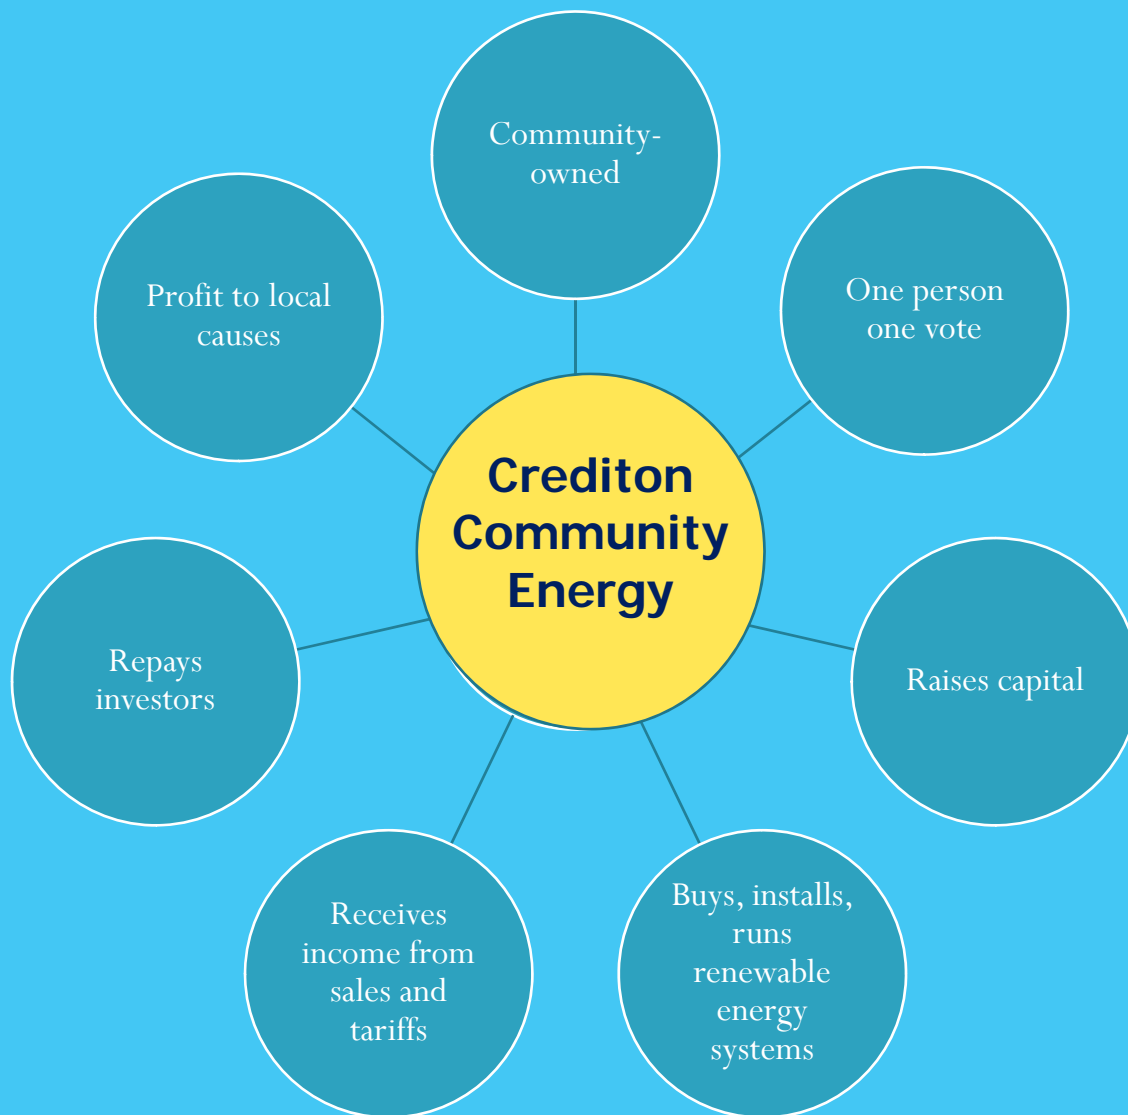 Community-
owned
One person
one vote
Raises capital
Buys, installs,
runs
renewable
energy
systems
Receives
income from
sales and
tariffs
Repays
investors
Profit to local
causes
Crediton
Community
Energy